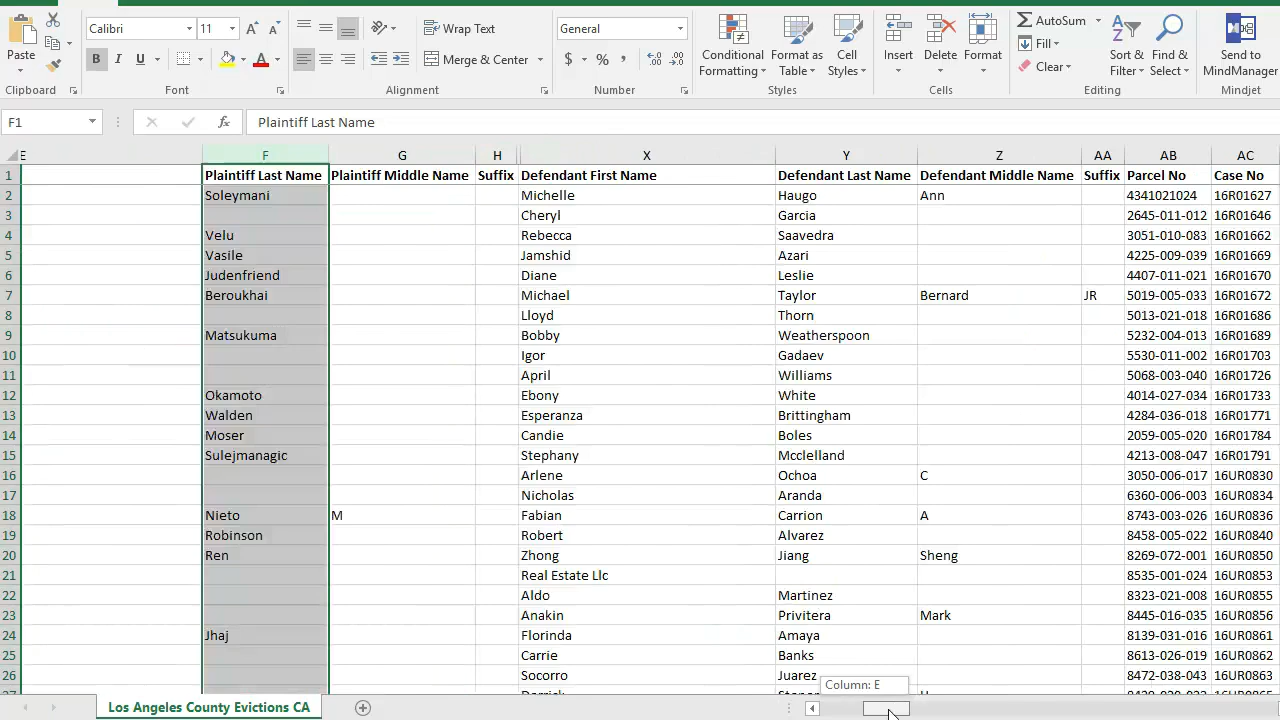 Calibri 11 Wrap Text General AutoSum
Paste B I U A Merge & Center $ % , Conditional Formatting Format as Table Cell Styles Insert Delete Format Fill Clear Sort & Filter Find & Select Send to MindManager
Clipboard Font Alignment Number Styles Cells Editing Mindjet
F1 fx Plaintiff Last Name
E F G H X Y Z AA AB AC
1 Plaintiff Last Name Plaintiff Middle Name Suffix Defendant First Name Defendant Last Name Defendant Middle Name Suffix Parcel No Case No
2 Soleymani Michelle Haugo Ann 4341021024 16R01627
3 Cheryl Garcia 2645-011-012 16R01646
4 Velu Rebecca Saavedra 3051-010-083 16R01662
5 Vasile Jamshid Azari 4225-009-039 16R01669
6 Judenfriend Diane Leslie 4407-011-021 16R01670
7 Beroukhai Michael Taylor Bernard JR 5019-005-033 16R01672
8 Lloyd Thorn 5013-021-018 16R01686
9 Matsukuma Bobby Weatherspoon 5232-004-013 16R01689
10 Igor Gadaev 5530-011-002 16R01703
11 April Williams 5068-003-040 16R01726
12 Okamoto Ebony White 4014-027-034 16R01733
13 Walden Esperanza Brittingham 4284-036-018 16R01771
14 Moser Candie Boles 2059-005-020 16R01784
15 Sulejmanagic Stephany Mcclelland 4213-008-047 16R01791
16 Arlene Ochoa C 3050-006-017 16UR0830
17 Nicholas Aranda 6360-006-003 16UR0834
18 Nieto M Fabian Carrion A 8743-003-026 16UR0836
19 Robinson Robert Alvarez 8458-005-022 16UR0840
20 Ren Zhong Jiang Sheng 8269-072-001 16UR0850
21 Real Estate Llc 8535-001-024 16UR0853
22 Aldo Martinez 8323-021-008 16UR0855
23 Anakin Privitera Mark 8445-016-035 16UR0856
24 Jhaj Florinda Amaya 8139-031-016 16UR0861
25 Carrie Banks 8613-026-019 16UR0862
26 Socorro Juarez 8472-038-043 16UR0863
Column: E
Los Angeles County Evictions CA